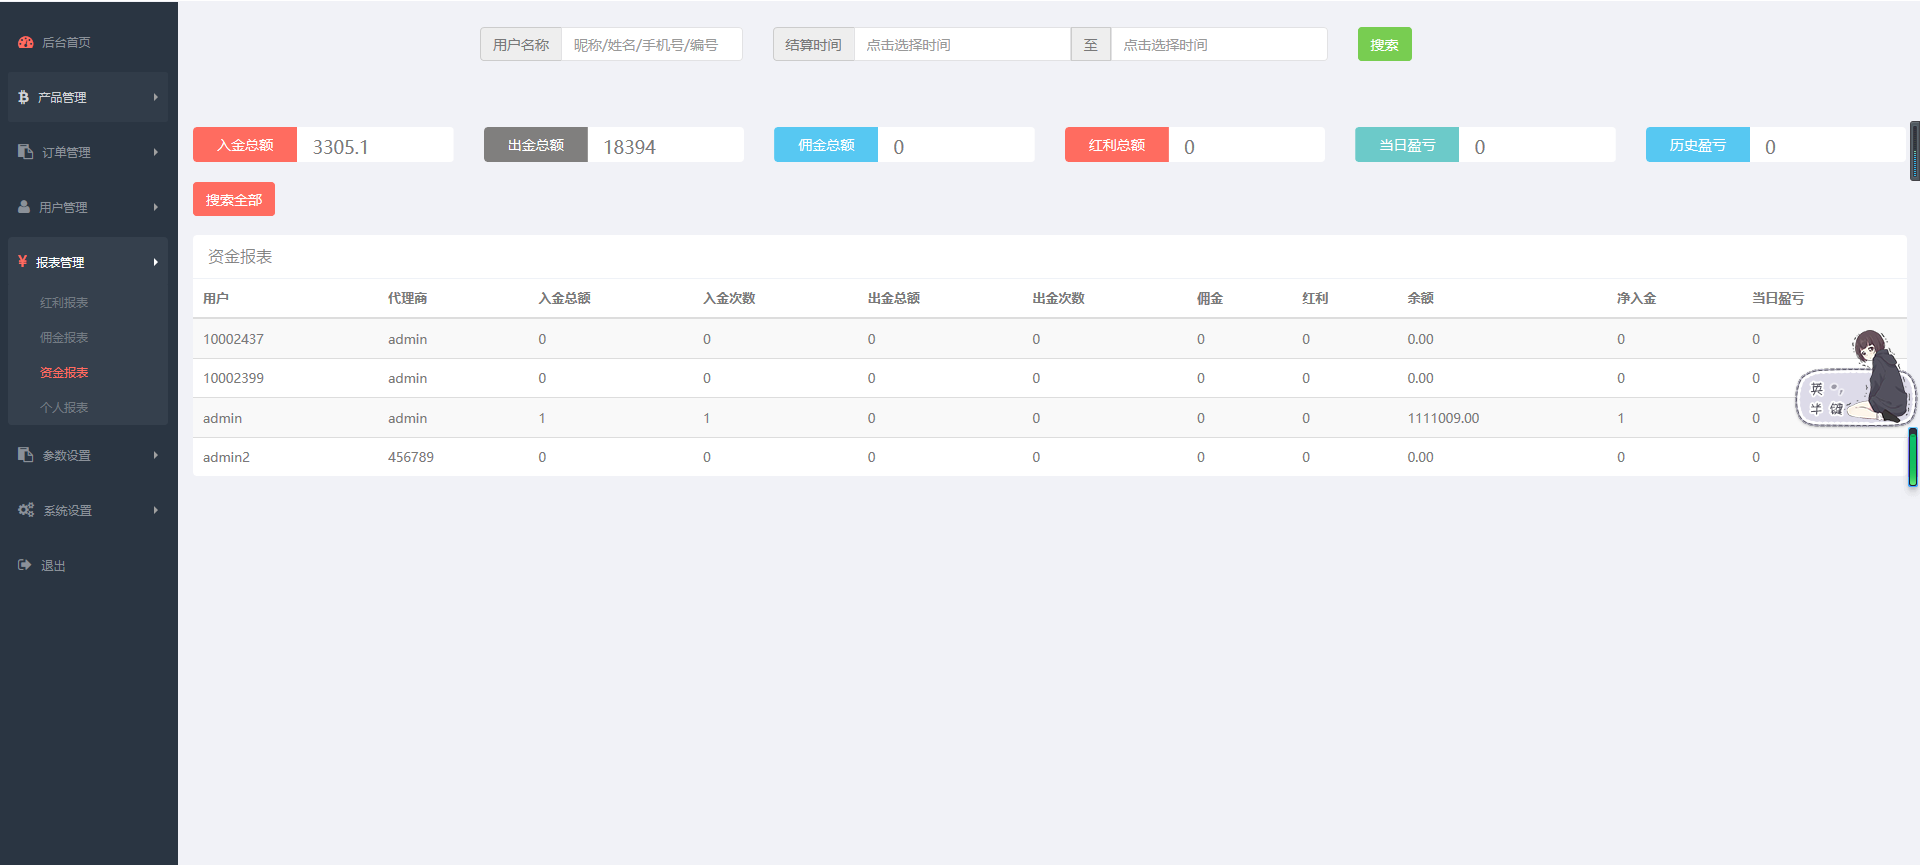 后台首页
产品管理
订单管理
用户管理
报表管理
红利报表
佣金报表
资金报表
个人报表
参数设置
系统设置
退出
用户名称 昵称/姓名/手机号/编号 结算时间 点击选择时间 至 点击选择时间 搜索
入金总额 3305.1 出金总额 18394 佣金总额 0 红利总额 0 当日盈亏 0 历史盈亏 0
搜索全部
资金报表
用户 代理商 入金总额 入金次数 出金总额 出金次数 佣金 红利 余额 净入金 当日盈亏
10002437 admin 0 0 0 0 0 0 0.00 0 0
10002399 admin 0 0 0 0 0 0 0.00 0 0
admin admin 1 1 0 0 0 0 1111009.00 1 0
admin2 456789 0 0 0 0 0 0 0.00 0 0
英 ,
半 键